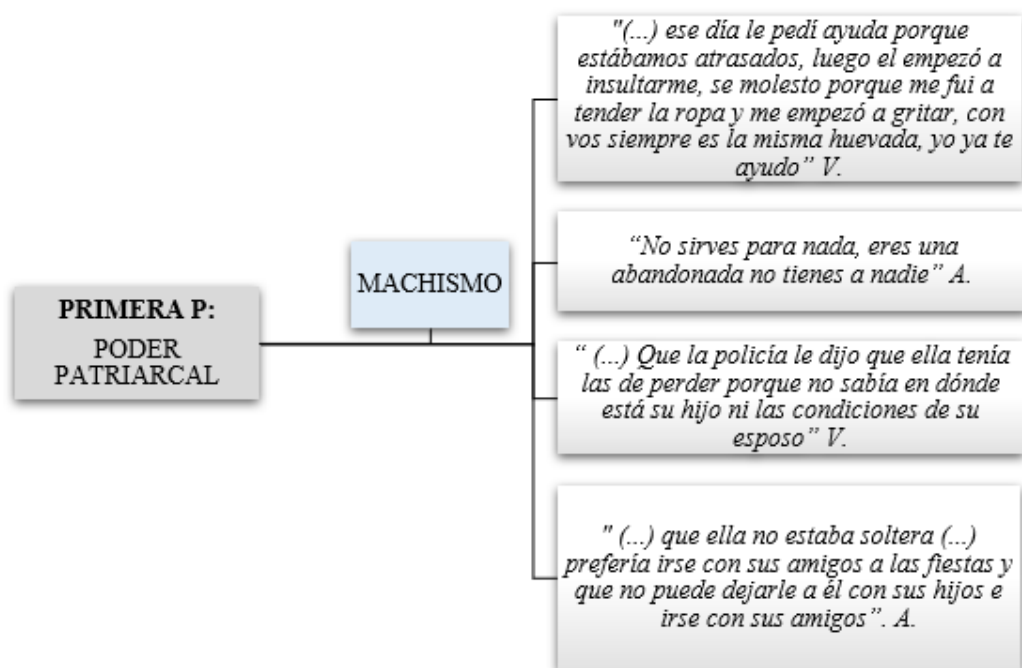 "(...) ese día le pedí ayuda porque
estábamos atrasados, luego el empezó a
insultarme, se molesto porque me fui a
tender la ropa y me empezó a gritar, con
vos siempre es la misma huevada, yo ya te
ayudo” V.
MACHISMO
“No sirves para nada, eres una
abandonada no tienes a nadie” A.
PRIMERA P:
PODER
PATRIARCAL
“ (...) Que la policía le dijo que ella tenía
las de perder porque no sabía en dónde
está su hijo ni las condiciones de su
esposo” V.
" (...) que ella no estaba soltera (...)
prefería irse con sus amigos a las fiestas y
que no puede dejarle a él con sus hijos e
irse con sus amigos”. A.